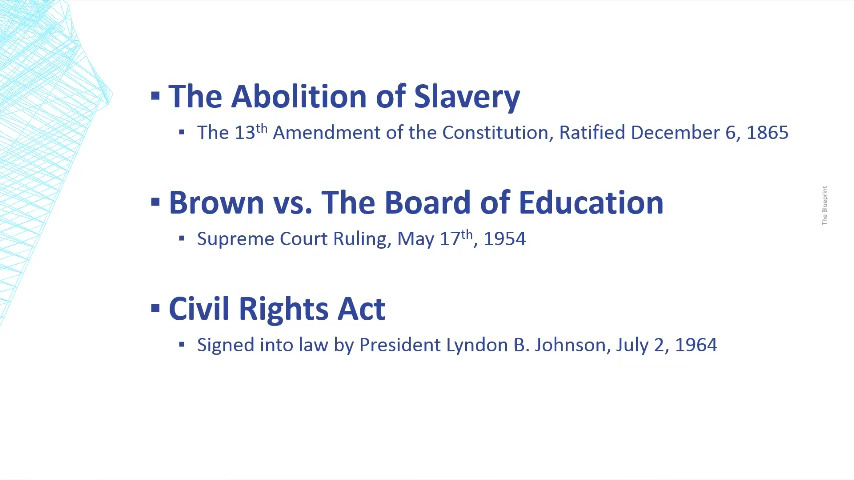 ▪ The Abolition of Slavery
▪ The 13th Amendment of the Constitution, Ratified December 6, 1865
▪ Brown vs. The Board of Education
▪ Supreme Court Ruling, May 17th, 1954
▪ Civil Rights Act
▪ Signed into law by President Lyndon B. Johnson, July 2, 1964
The Blueprint